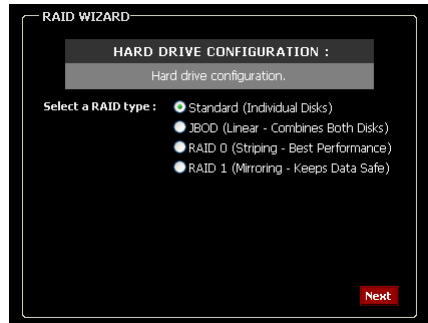 RAID WIZARD
HARD DRIVE CONFIGURATION :
Hard drive configuration.
Select a RAID type :
Standard (Individual Disks)
JBOD (Linear - Combines Both Disks)
RAID 0 (Striping - Best Performance)
RAID 1 (Mirroring - Keeps Data Safe)
Next